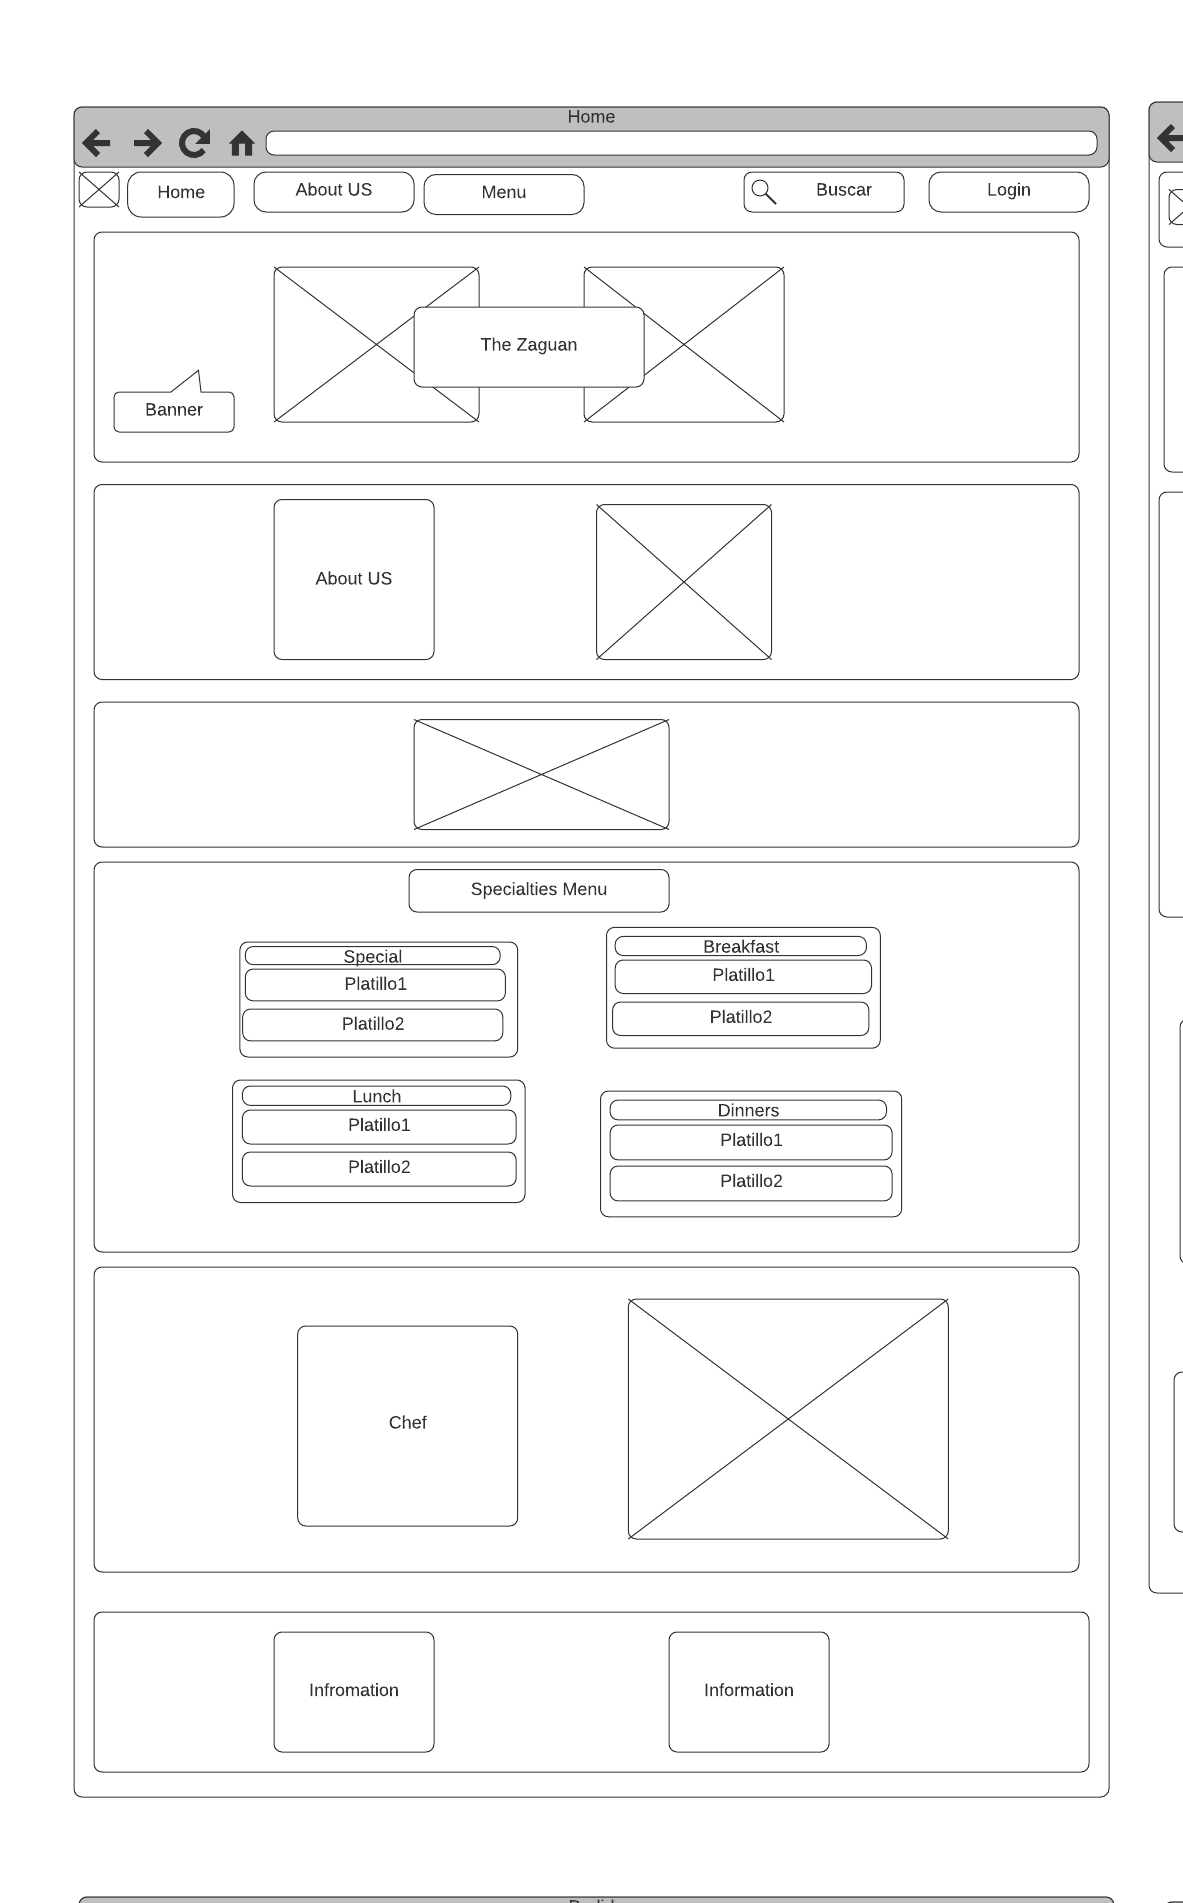 Home
Home
About US
Menu
Buscar
Login
The Zaguan
Banner
About US
Specialties Menu
Special
Platillo1
Platillo2
Breakfast
Platillo1
Platillo2
Lunch
Platillo1
Platillo2
Dinners
Platillo1
Platillo2
Chef
Infromation
Information